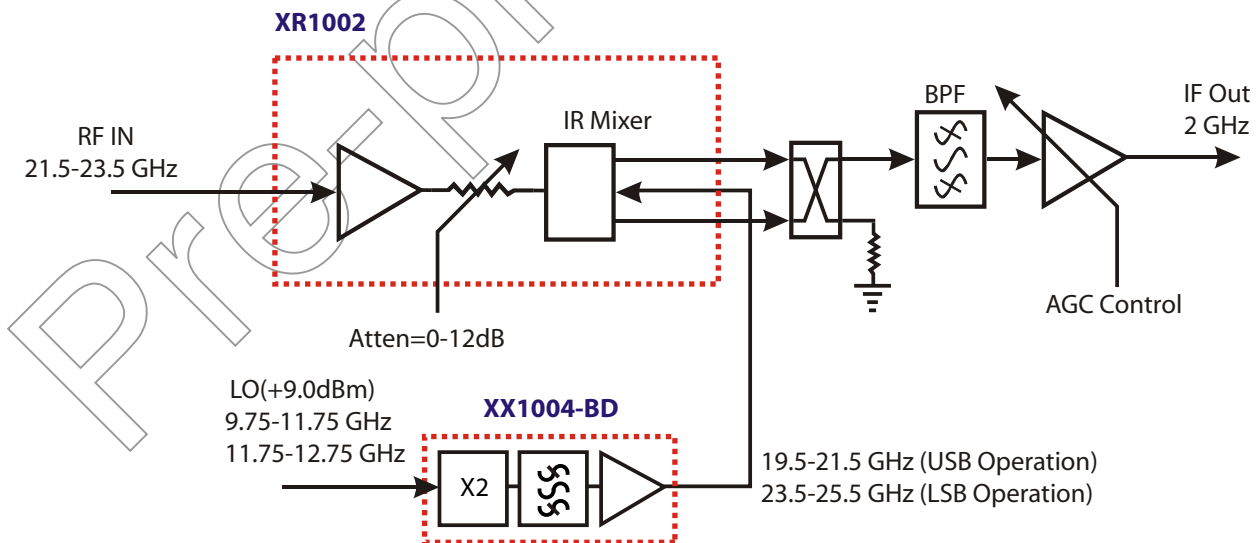 XR1002
RF IN
21.5-23.5 GHz
IR Mixer
BPF
IF Out
2 GHz
Atten=0-12dB
AGC Control
LO(+9.0dBm)
9.75-11.75 GHz
11.75-12.75 GHz
XX1004-BD
X2
19.5-21.5 GHz (USB Operation)
23.5-25.5 GHz (LSB Operation)
Prerp